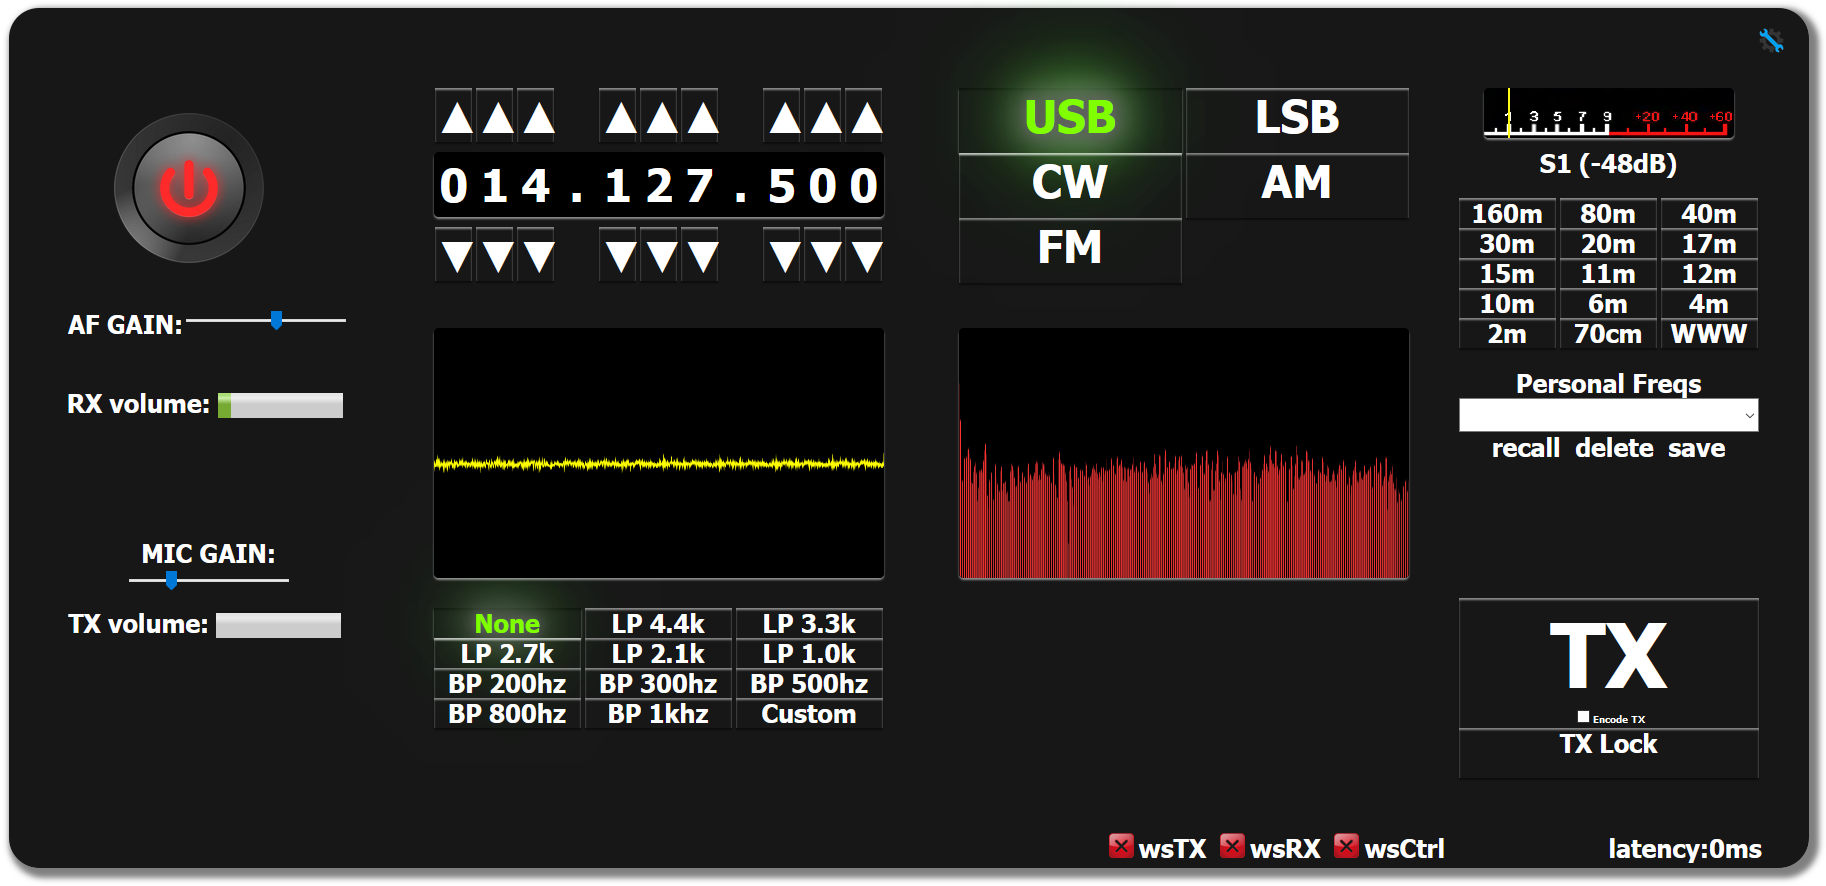 ▲▲▲ ▲▲▲ ▲▲▲
014.127.500
▼▼▼ ▼▼▼ ▼▼▼
USB LSB
CW AM
FM
1 3 5 7 9 +20 +40 +60
S1 (-48dB)
160m 80m 40m
30m 20m 17m
15m 11m 12m
10m 6m 4m
2m 70cm WWW
AF GAIN:
RX volume:
Personal Freqs
recall delete save
MIC GAIN:
TX volume:
None LP 4.4k LP 3.3k
LP 2.7k LP 2.1k LP 1.0k
BP 200hz BP 300hz BP 500hz
BP 800hz BP 1khz Custom
TX
Encode TX
TX Lock
wsTX wsRX wsCtrl latency:0ms